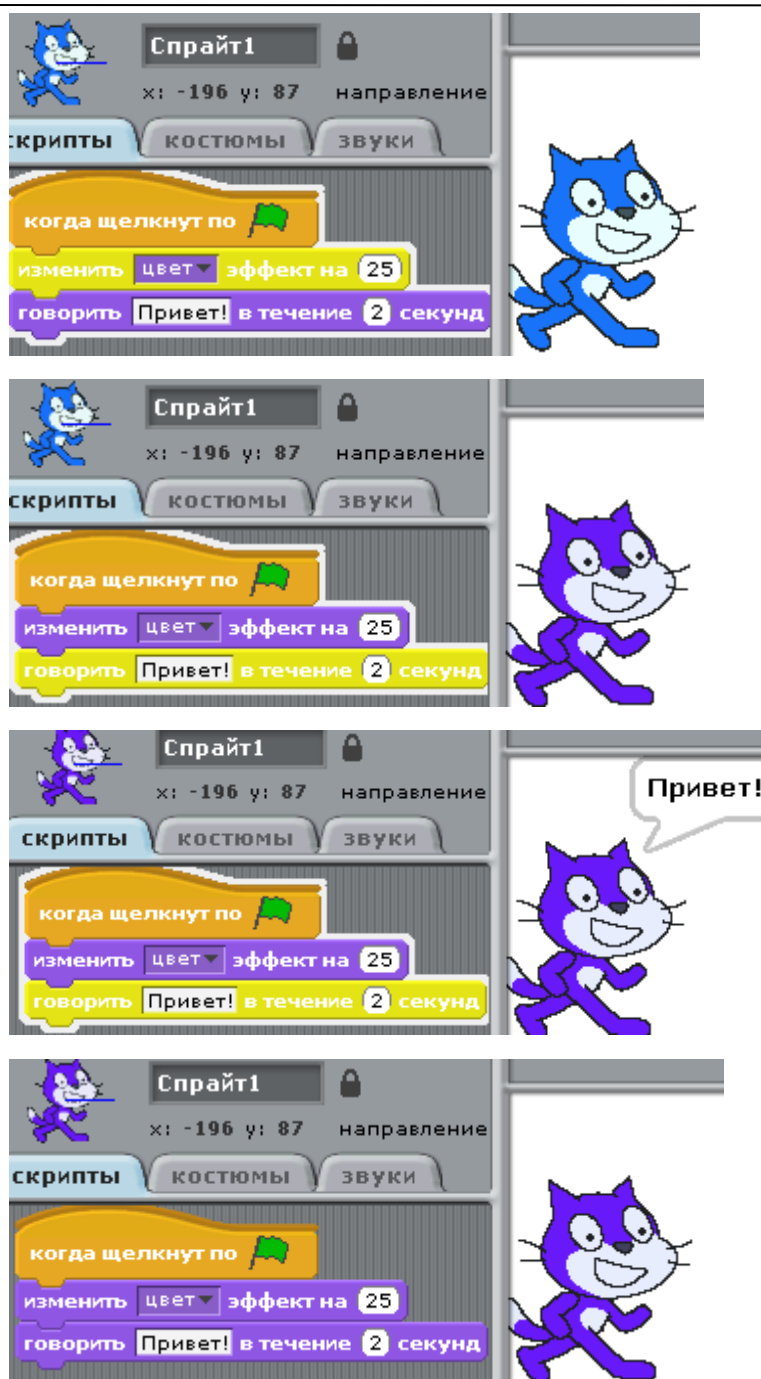 Спрайт1
x: -196 y: 87 направление
скрипты костюмы звуки
когда щелкнут по
изменить цвет эффект на 25
говорить Привет! в течение 2 секунд
Спрайт1
x: -196 y: 87 направление
скрипты костюмы звуки
когда щелкнут по
изменить цвет эффект на 25
говорить Привет! в течение 2 секунд
Спрайт1
x: -196 y: 87 направление
Привет!
скрипты костюмы звуки
когда щелкнут по
изменить цвет эффект на 25
говорить Привет! в течение 2 секунд
Спрайт1
x: -196 y: 87 направление
скрипты костюмы звуки
когда щелкнут по
изменить цвет эффект на 25
говорить Привет! в течение 2 секунд